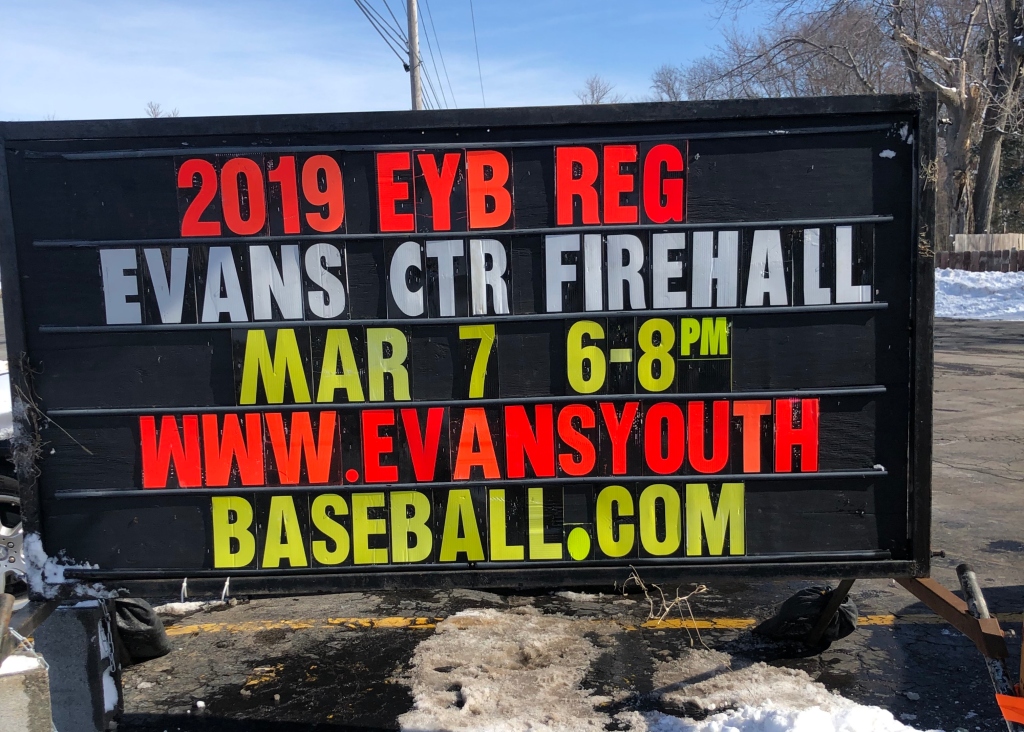 2019 EYB REG
EVANS CTR FIREHALL
MAR 7 6-8PM
WWW.EVANSYOUTH
BASEBALL.COM